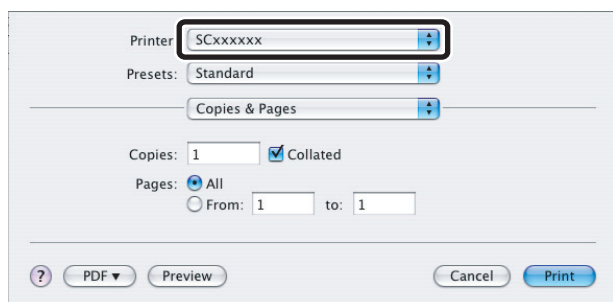 Printer SCxxxxxx
Presets: Standard
Copies & Pages
Copies: 1 Collated
Pages: All
From: 1 to: 1
? PDF ▼ Preview Cancel Print